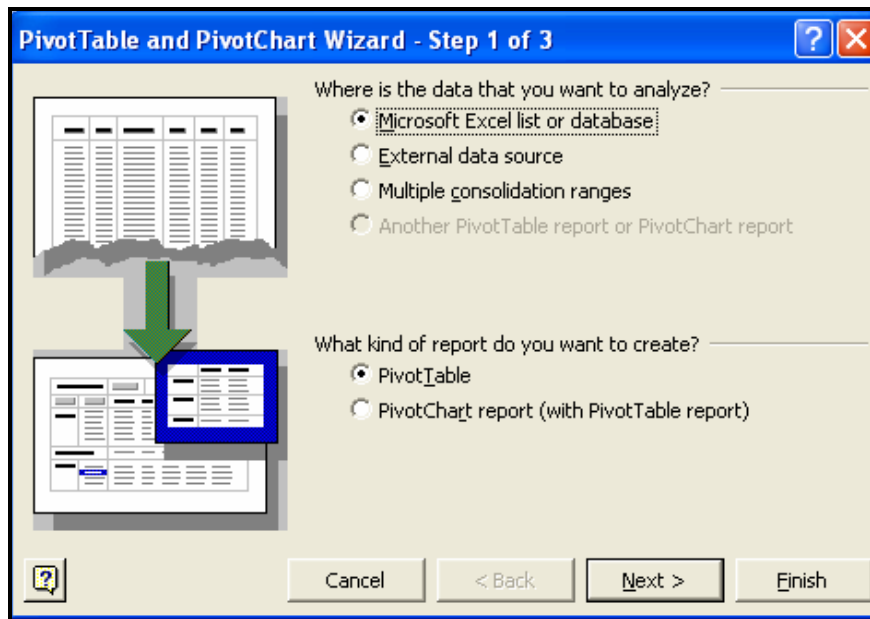 PivotTable and PivotChart Wizard - Step 1 of 3
Where is the data that you want to analyze?
Microsoft Excel list or database
External data source
Multiple consolidation ranges
Another PivotTable report or PivotChart report
What kind of report do you want to create?
PivotTable
PivotChart report (with PivotTable report)
Cancel
< Back
Next >
Finish